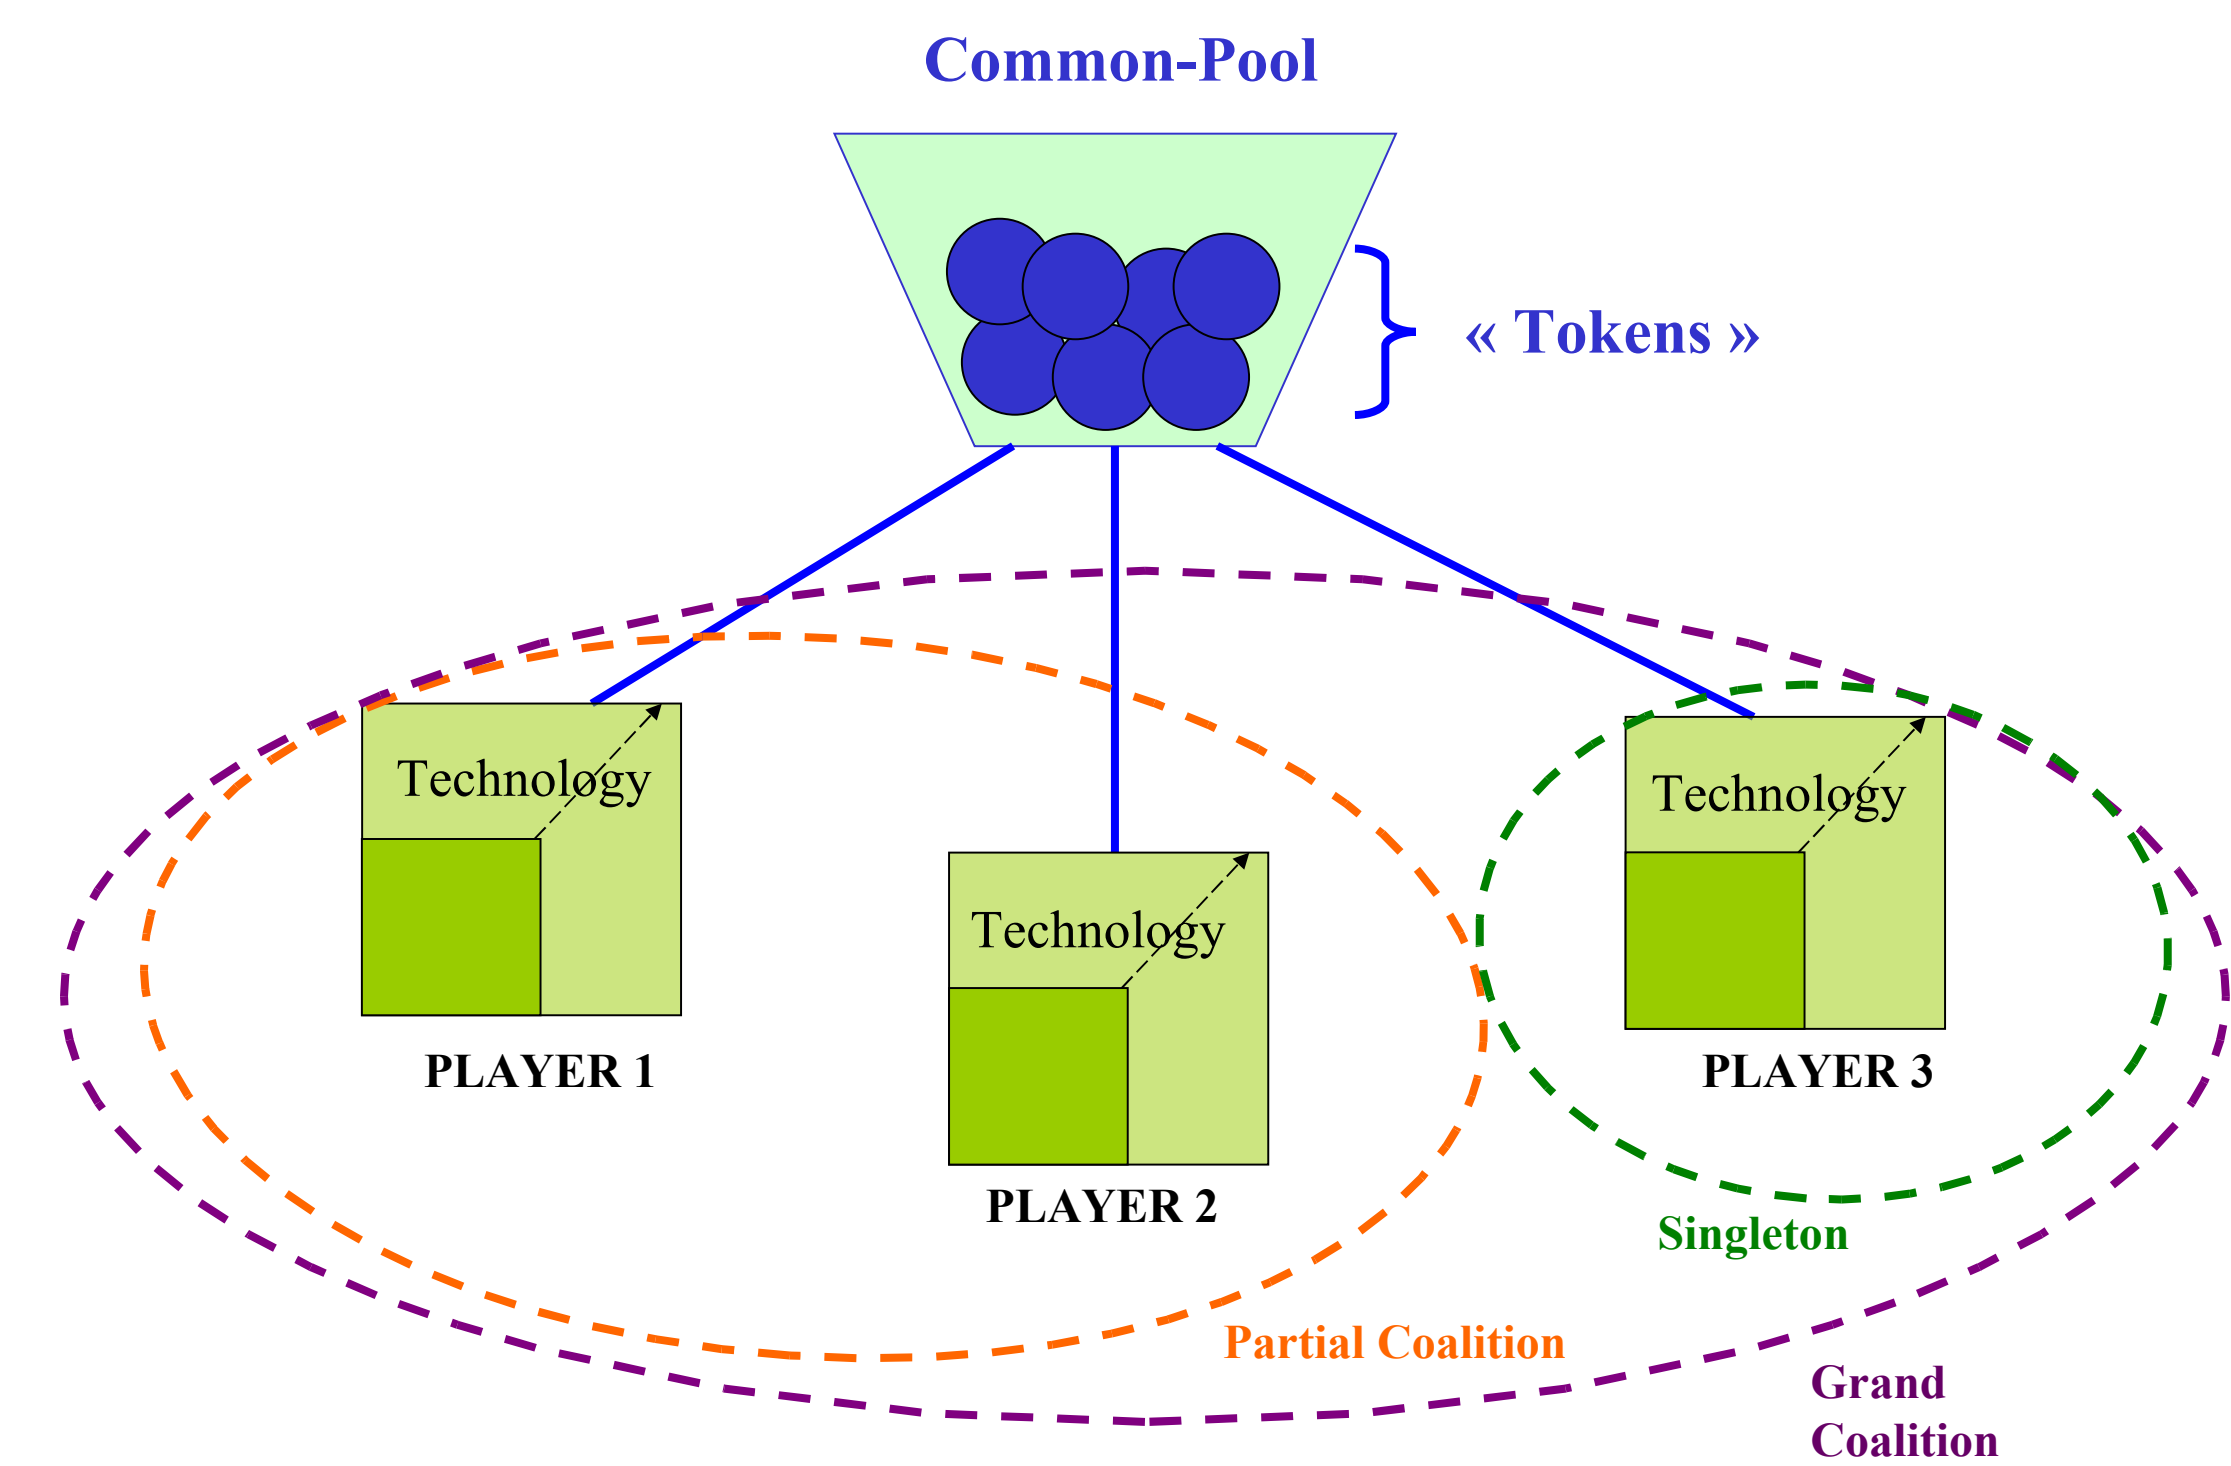 Common-Pool
« Tokens »
Technology
Technology
Technology
PLAYER 1
PLAYER 3
PLAYER 2
Singleton
Partial Coalition
Grand
Coalition